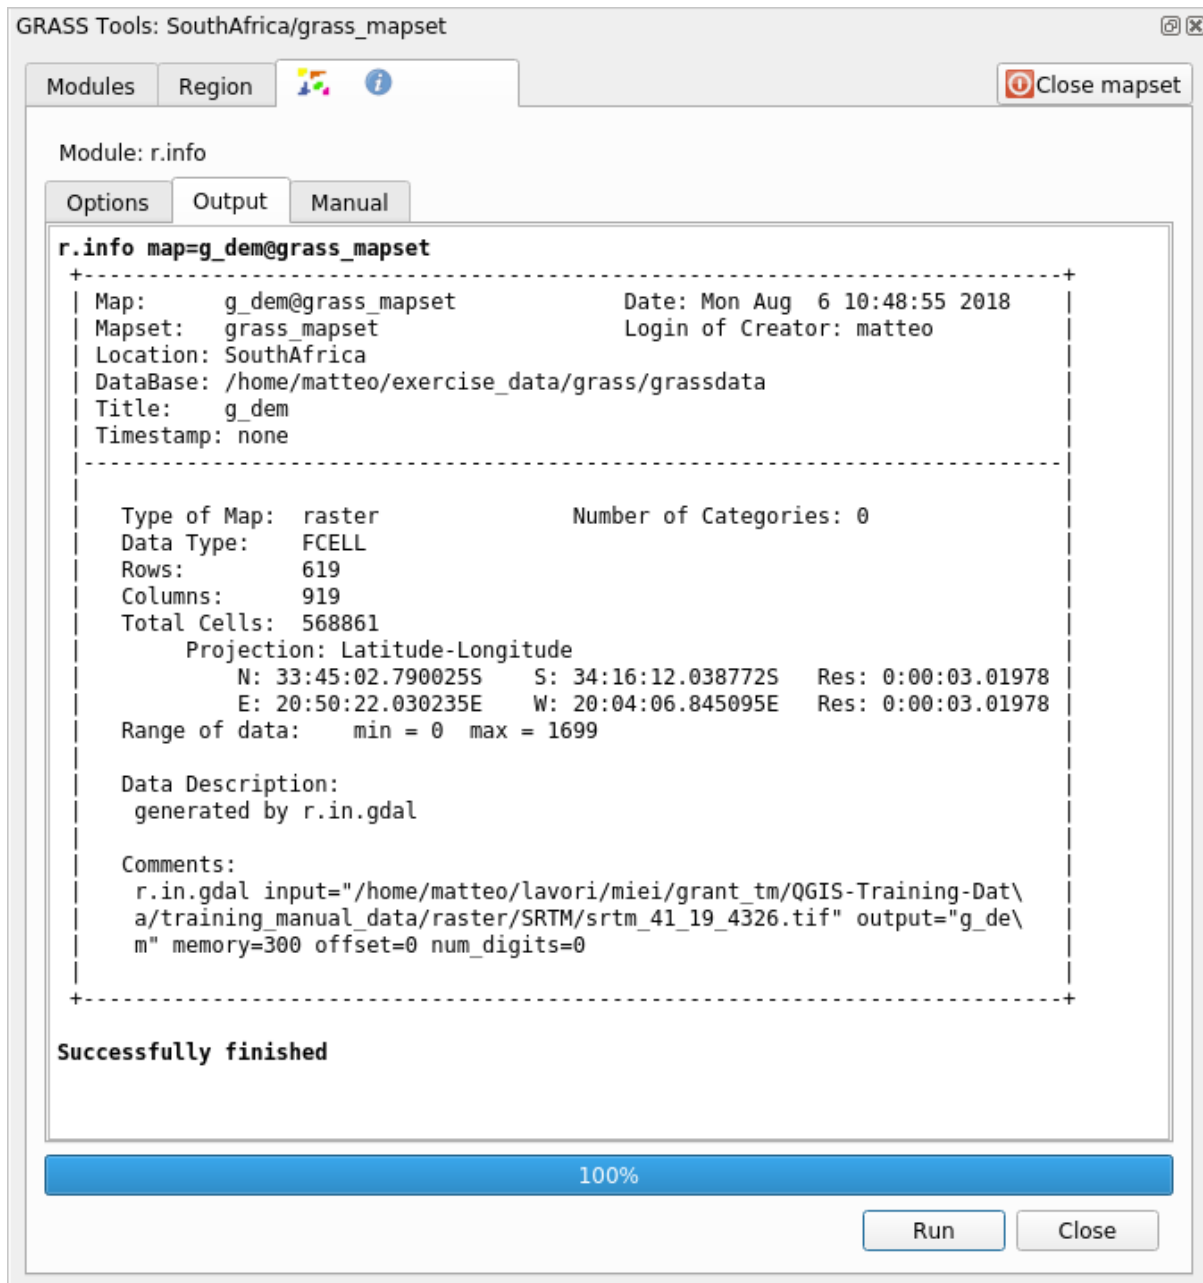 GRASS Tools: SouthAfrica/grass_mapset
Modules Region Close mapset
Module: r.info
Options Output Manual
r.info map=g_dem@grass_mapset
+----------------------------------------------------------------------------+
| Map:      g_dem@grass_mapset             Date: Mon Aug  6 10:48:55 2018    |
| Mapset:   grass_mapset                   Login of Creator: matteo          |
| Location: SouthAfrica                                                      |
| DataBase: /home/matteo/exercise_data/grass/grassdata                       |
| Title:    g_dem                                                            |
| Timestamp: none                                                            |
|----------------------------------------------------------------------------|
|                                                                            |
|   Type of Map:  raster               Number of Categories: 0               |
|   Data Type:    FCELL                                                      |
|   Rows:         619                                                        |
|   Columns:      919                                                        |
|   Total Cells:  568861                                                     |
|        Projection: Latitude-Longitude                                      |
|            N: 33:45:02.790025S    S: 34:16:12.038772S   Res: 0:00:03.01978 |
|            E: 20:50:22.030235E    W: 20:04:06.845095E   Res: 0:00:03.01978 |
|   Range of data:    min = 0  max = 1699                                    |
|                                                                            |
|   Data Description:                                                        |
|    generated by r.in.gdal                                                  |
|                                                                            |
|   Comments:                                                                |
|    r.in.gdal input="/home/matteo/lavori/miei/grant_tm/QGIS-Training-Dat\   |
|    a/training_manual_data/raster/SRTM/srtm_41_19_4326.tif" output="g_de\   |
|    m" memory=300 offset=0 num_digits=0                                     |
|                                                                            |
+----------------------------------------------------------------------------+
Successfully finished
100%
Run Close